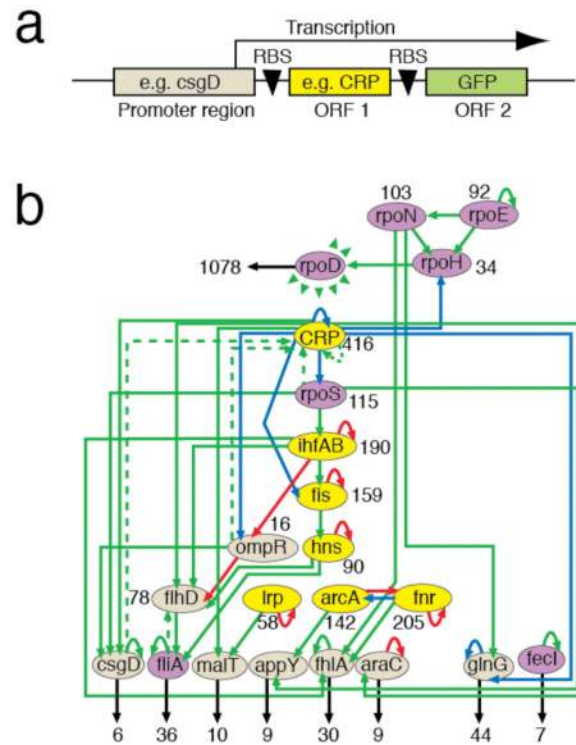 a
Transcription
RBS RBS
e.g. csgD e.g. CRP GFP
Promoter region ORF 1 ORF 2
b
103 92
rpoN rpoE
1078 rpoD rpoH 34
CRP 416
rpoS 115
ihfAB 190
fis 159
16
ompR hns 90
78 flhD lrp 58 arcA 142 fnr 205
csgD fliA malT appY fhlA araC glnG fecI
6 36 10 9 30 9 44 7